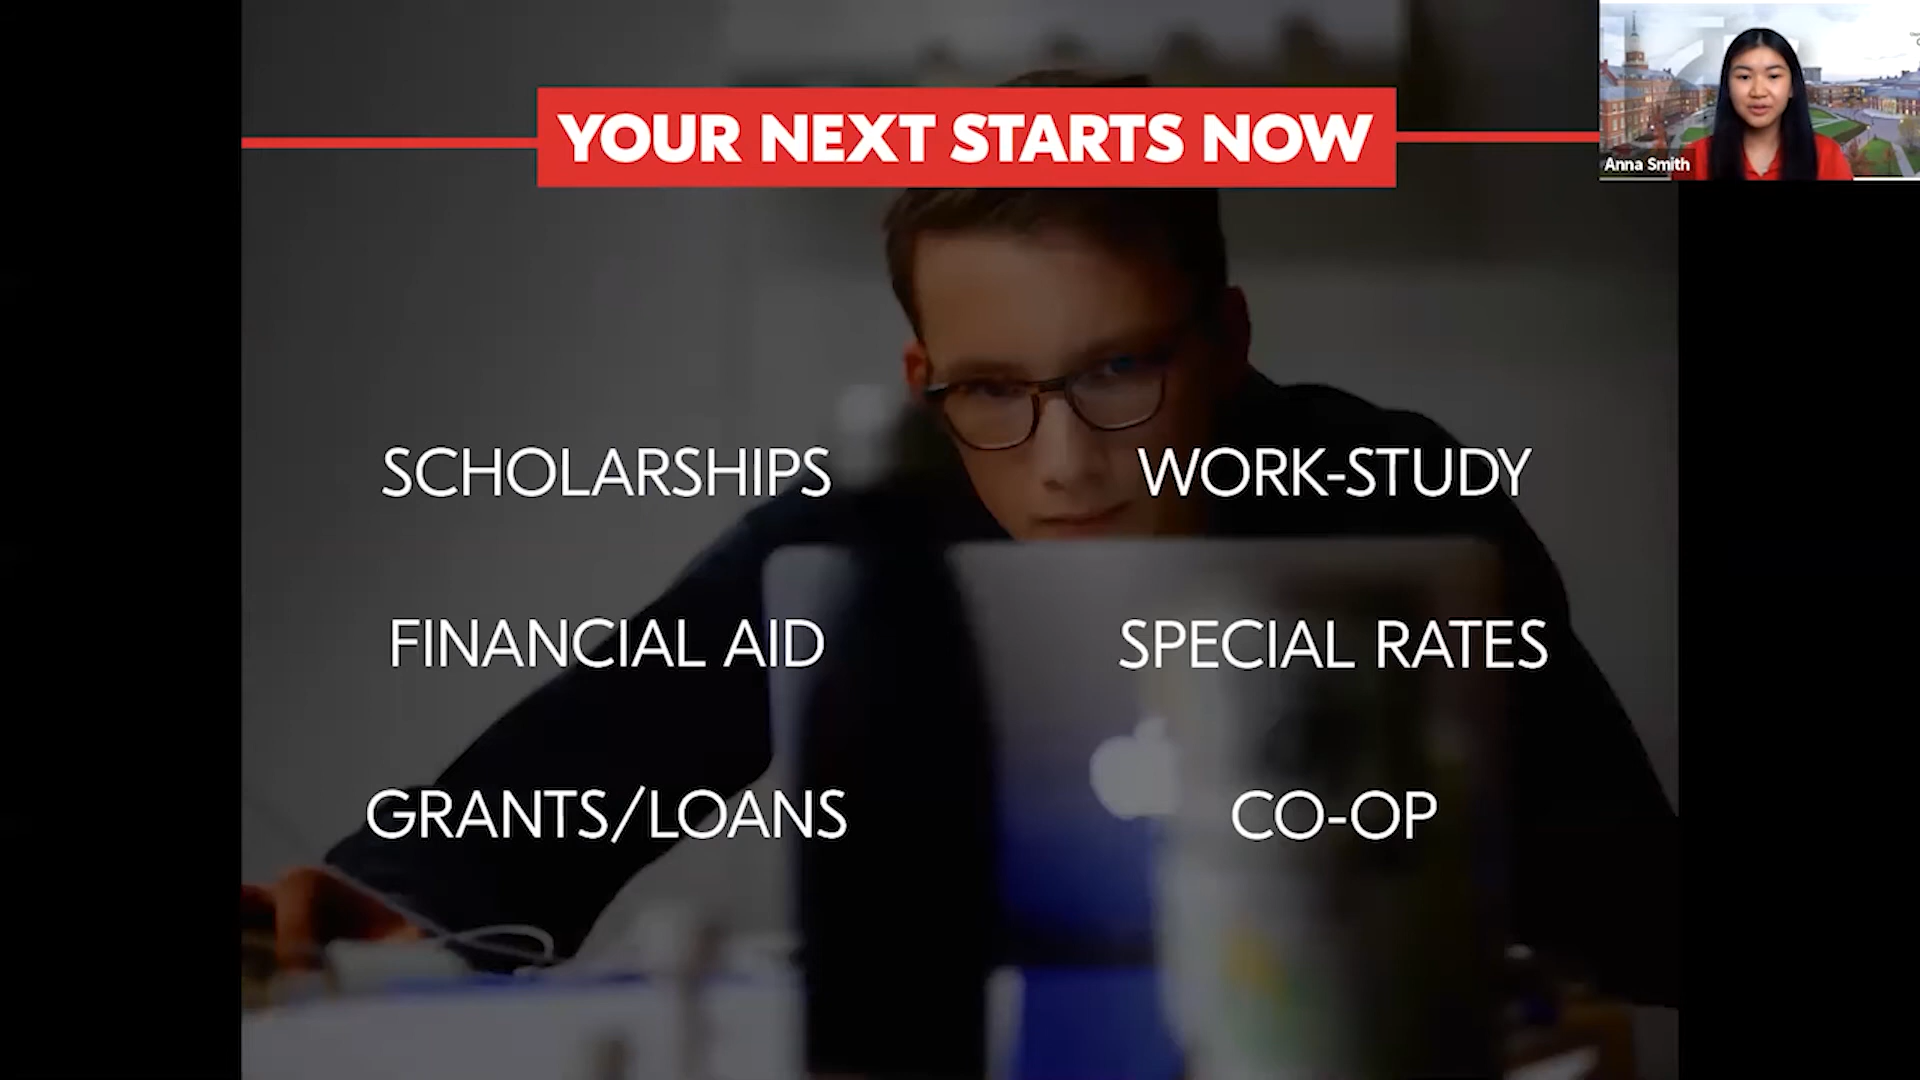 YOUR NEXT STARTS NOW
Anna Smith
SCHOLARSHIPS
WORK-STUDY
FINANCIAL AID
SPECIAL RATES
GRANTS/LOANS
CO-OP